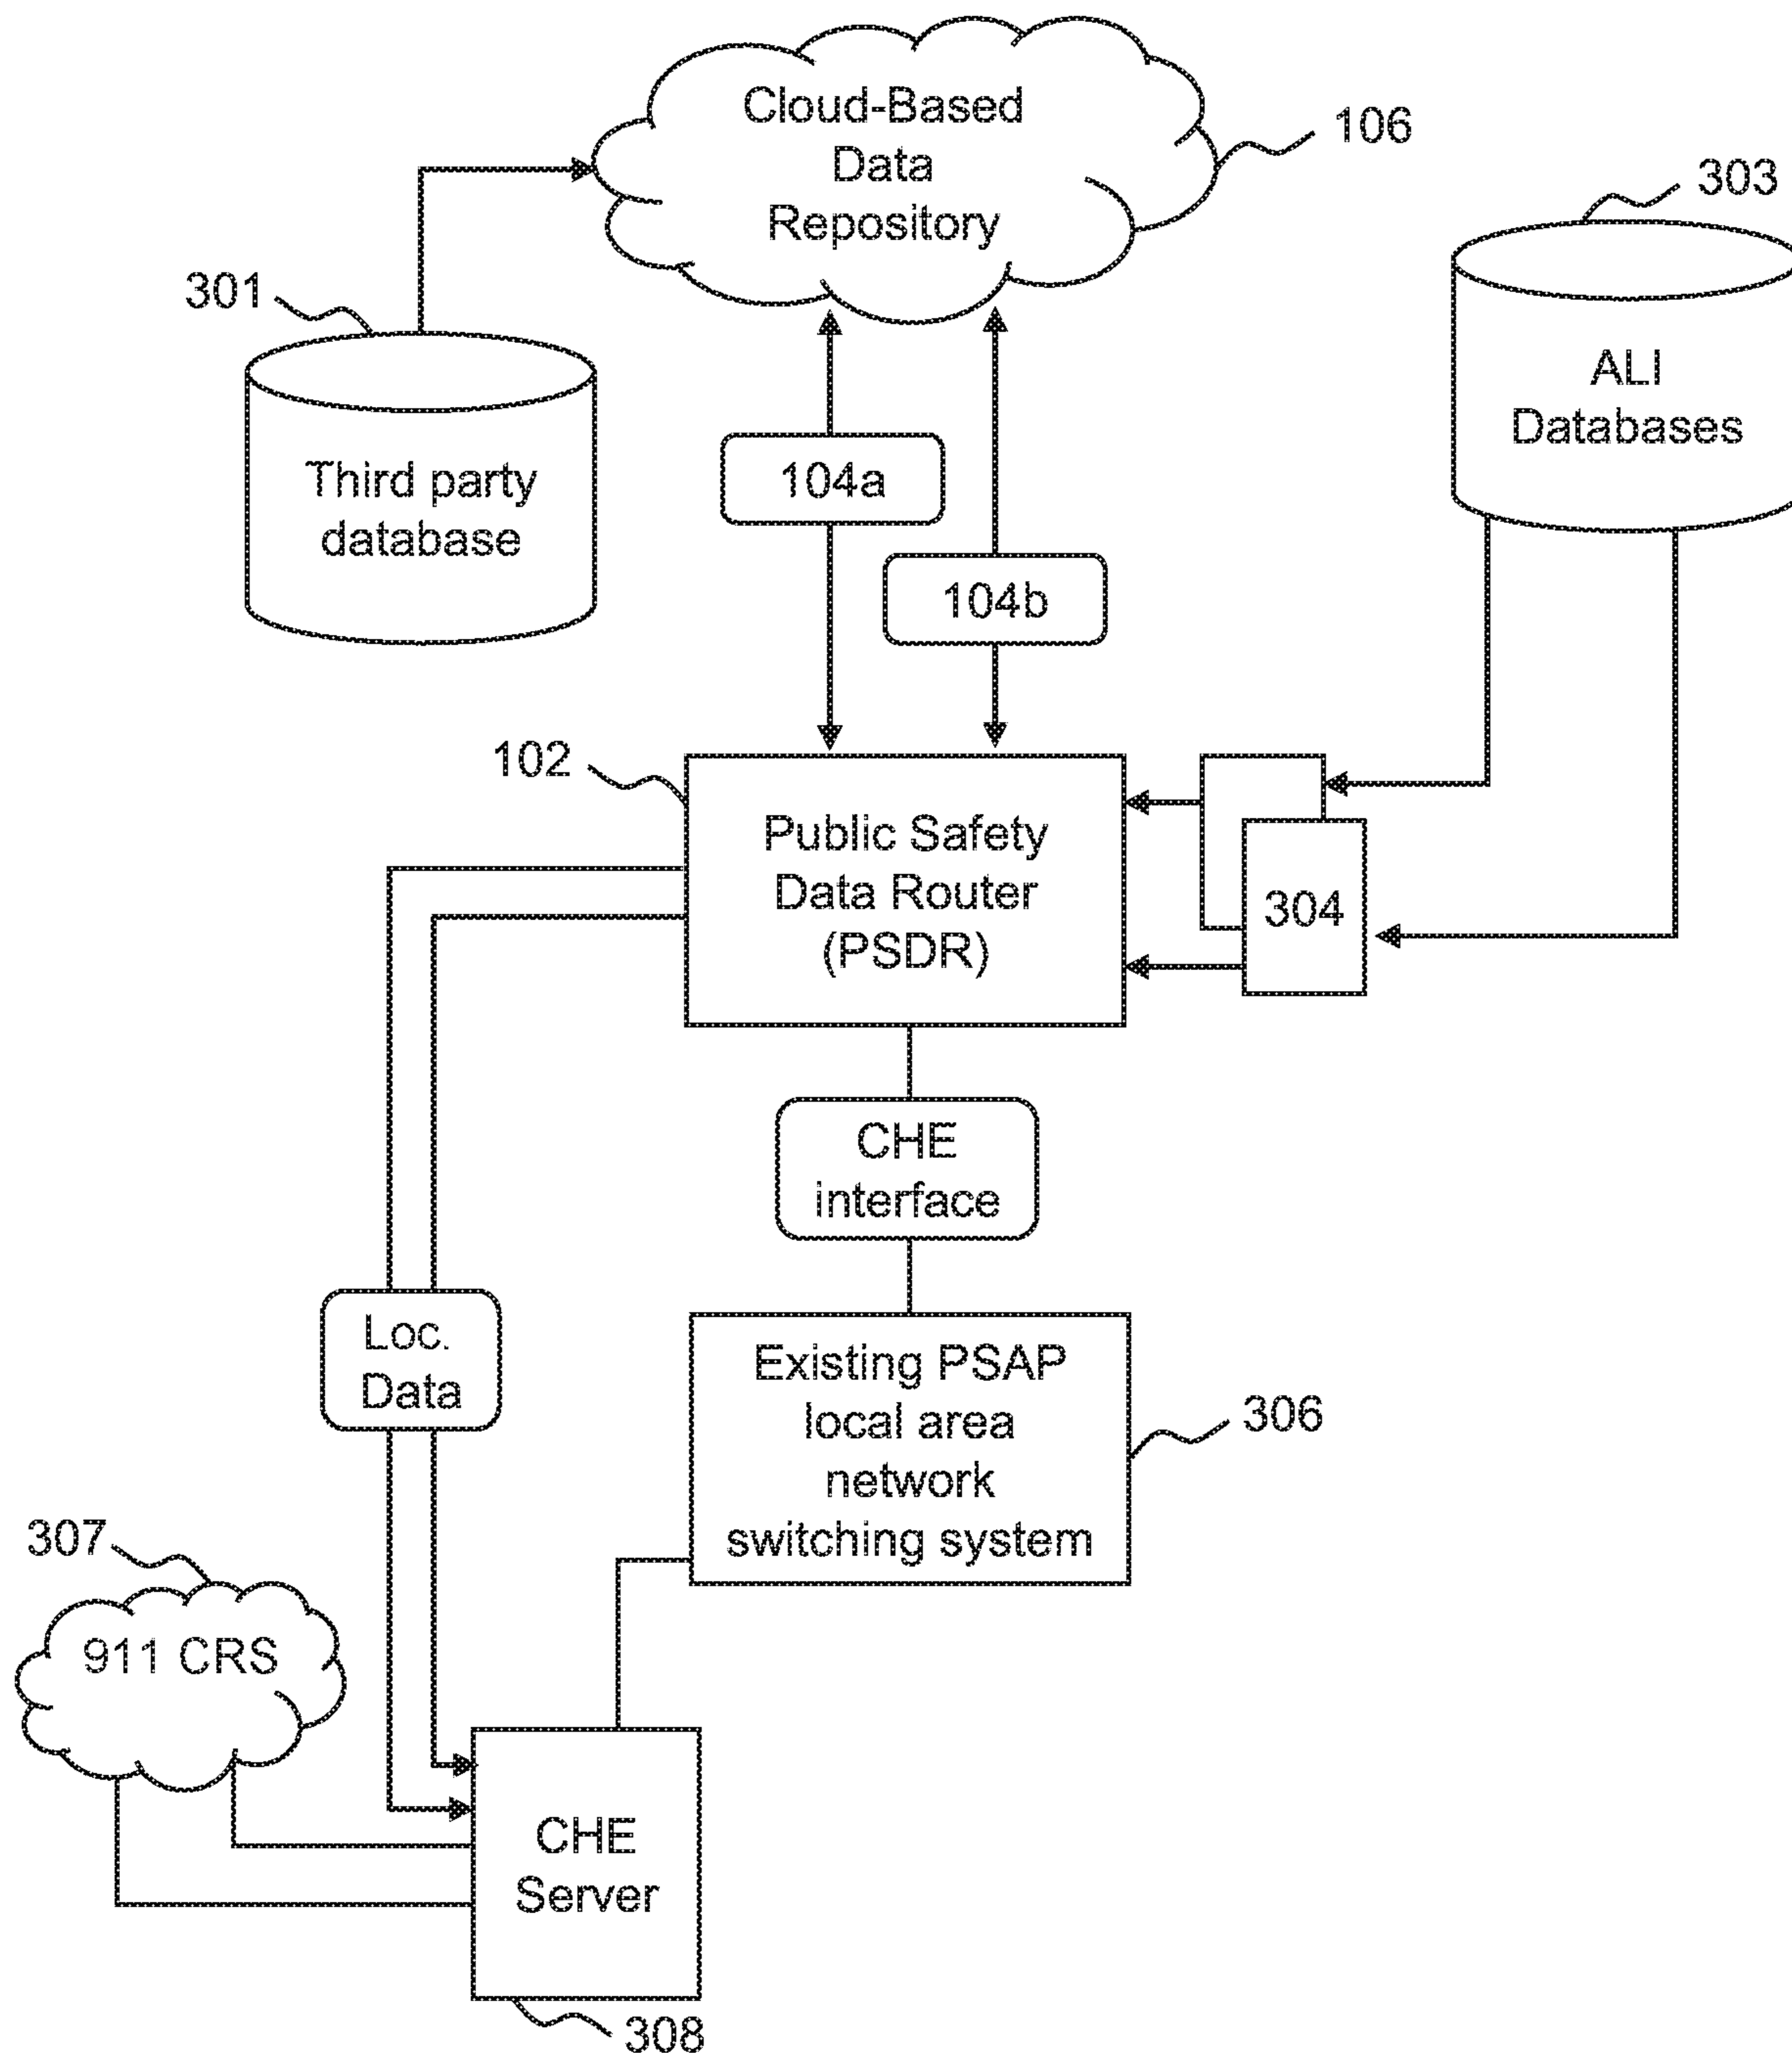 Cloud-Based
Data
Repository
106
303
301
ALI
Databases
Third party
database
104a
104b
102
Public Safety
Data Router
(PSDR)
304
CHE
interface
Loc.
Data
Existing PSAP
local area
network
switching system
306
307
911 CRS
CHE
Server
308